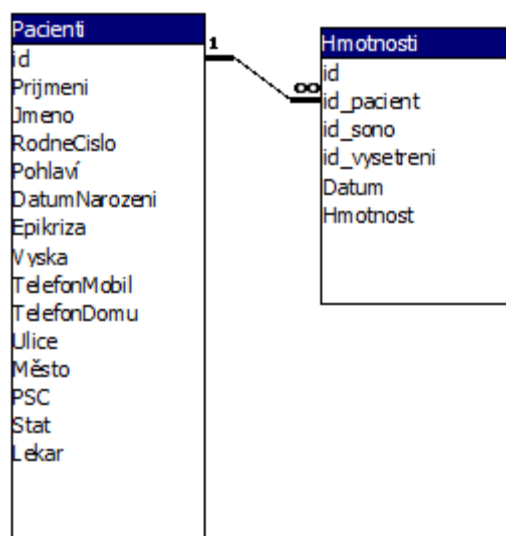 Pacienti
id
Prijmeni
Jmeno
RodneCislo
Pohlaví
DatumNarozeni
Epikriza
Vyska
TelefonMobil
TelefonDomu
Ulice
Město
PSC
Stat
Lekar
1
∞
Hmotnosti
id
id_pacient
id_sono
id_vysetreni
Datum
Hmotnost